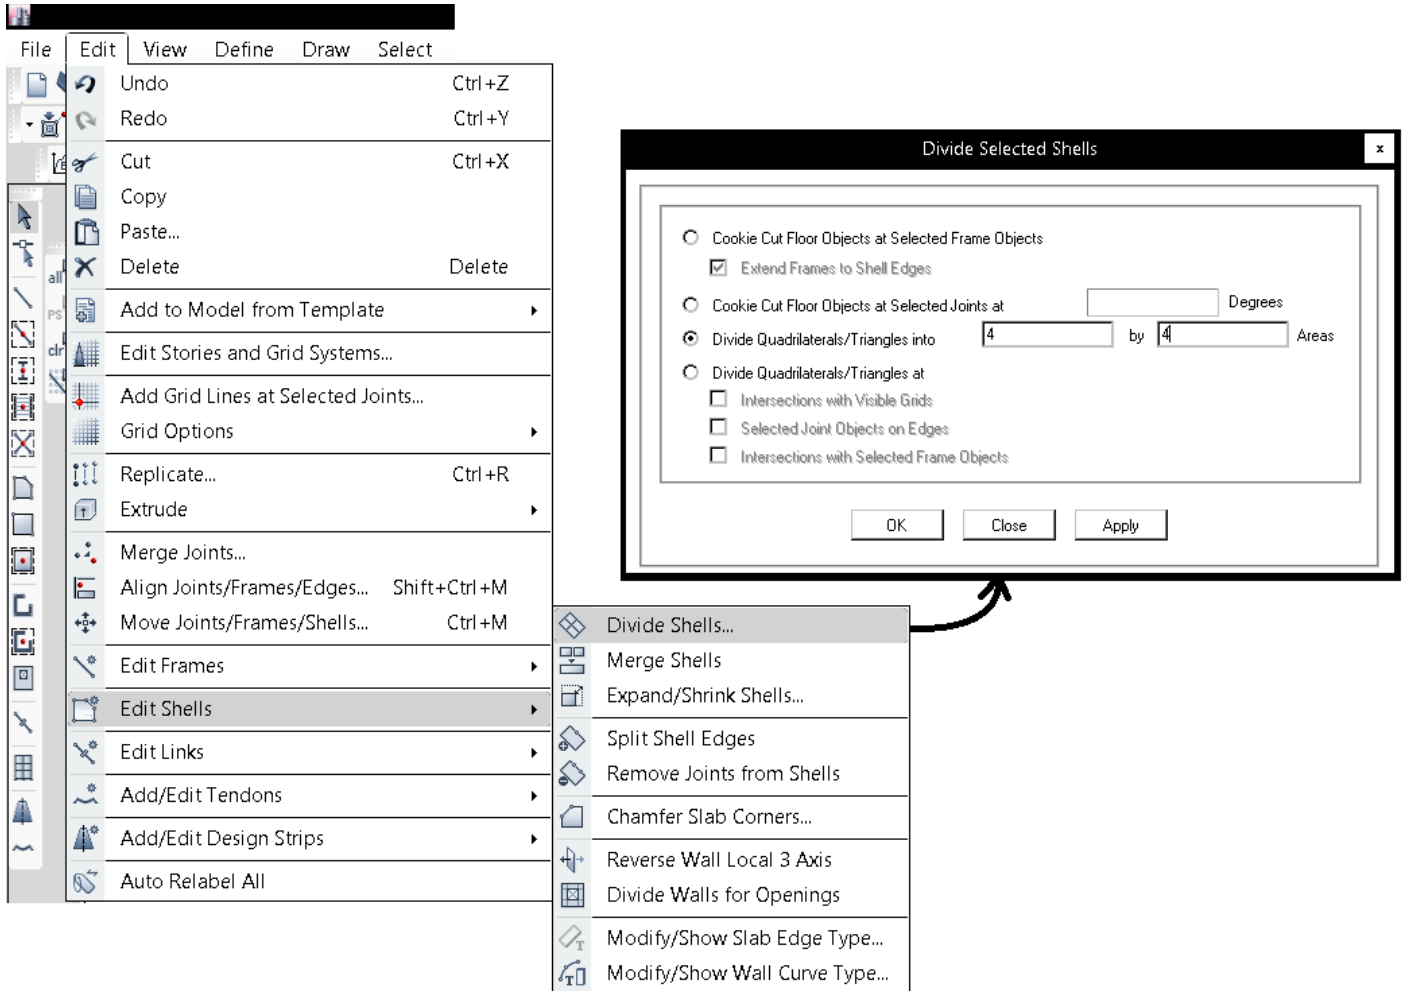 File Edit View Define Draw Select
Undo Ctrl+Z
Redo Ctrl+Y
Cut Ctrl+X
Copy
Paste...
Delete Delete
all
Add to Model from Template
PS
Edit Stories and Grid Systems...
clr
Add Grid Lines at Selected Joints...
Grid Options
Replicate... Ctrl+R
Extrude
Merge Joints...
Align Joints/Frames/Edges... Shift+Ctrl+M
Move Joints/Frames/Shells... Ctrl+M
Edit Frames
Edit Shells
Edit Links
Add/Edit Tendons
Add/Edit Design Strips
Auto Relabel All
Divide Shells...
Merge Shells
Expand/Shrink Shells...
Split Shell Edges
Remove Joints from Shells
Chamfer Slab Corners...
Reverse Wall Local 3 Axis
Divide Walls for Openings
Modify/Show Slab Edge Type...
Modify/Show Wall Curve Type...
Divide Selected Shells
x
Cookie Cut Floor Objects at Selected Frame Objects
Extend Frames to Shell Edges
Cookie Cut Floor Objects at Selected Joints at Degrees
Divide Quadrilaterals/Triangles into 4 by 4 Areas
Divide Quadrilaterals/Triangles at
Intersections with Visible Grids
Selected Joint Objects on Edges
Intersections with Selected Frame Objects
OK Close Apply